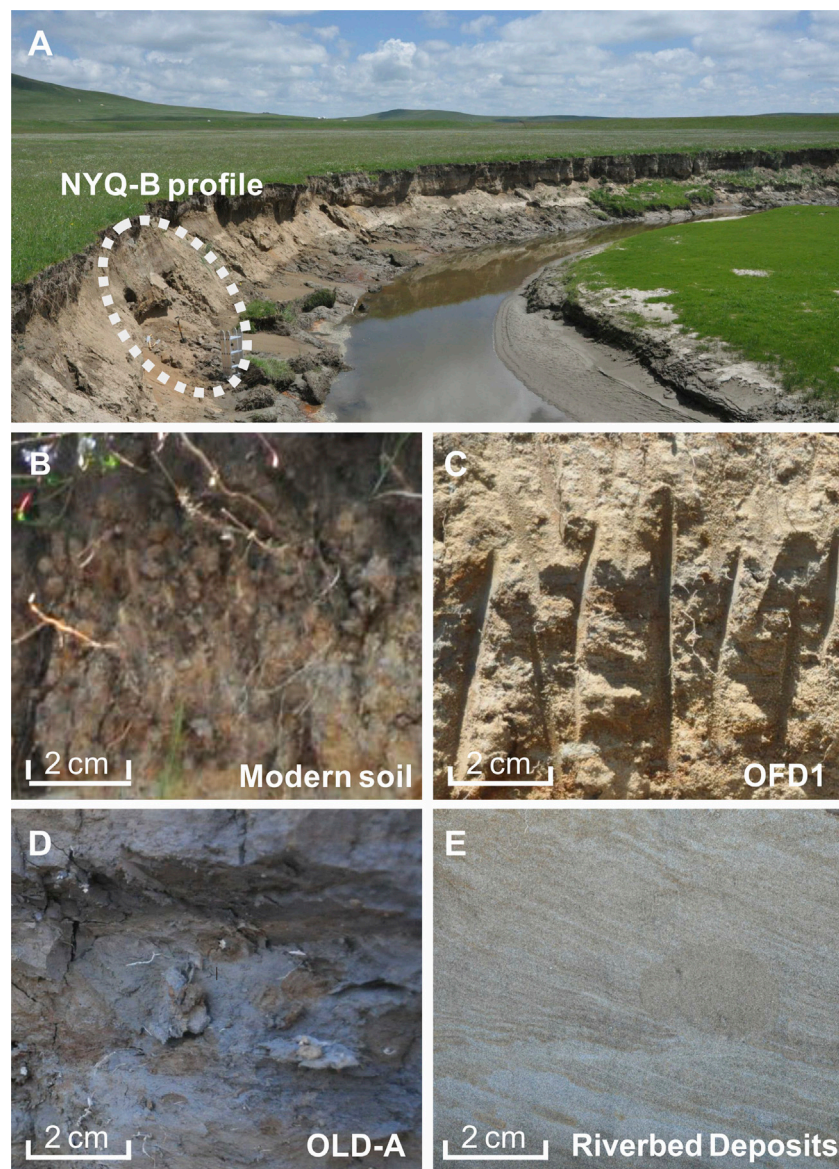 A
NYQ-B profile
B
2 cm
Modern soil
C
2 cm
OFD1
D
2 cm
OLD-A
E
2 cm
Riverbed Deposits